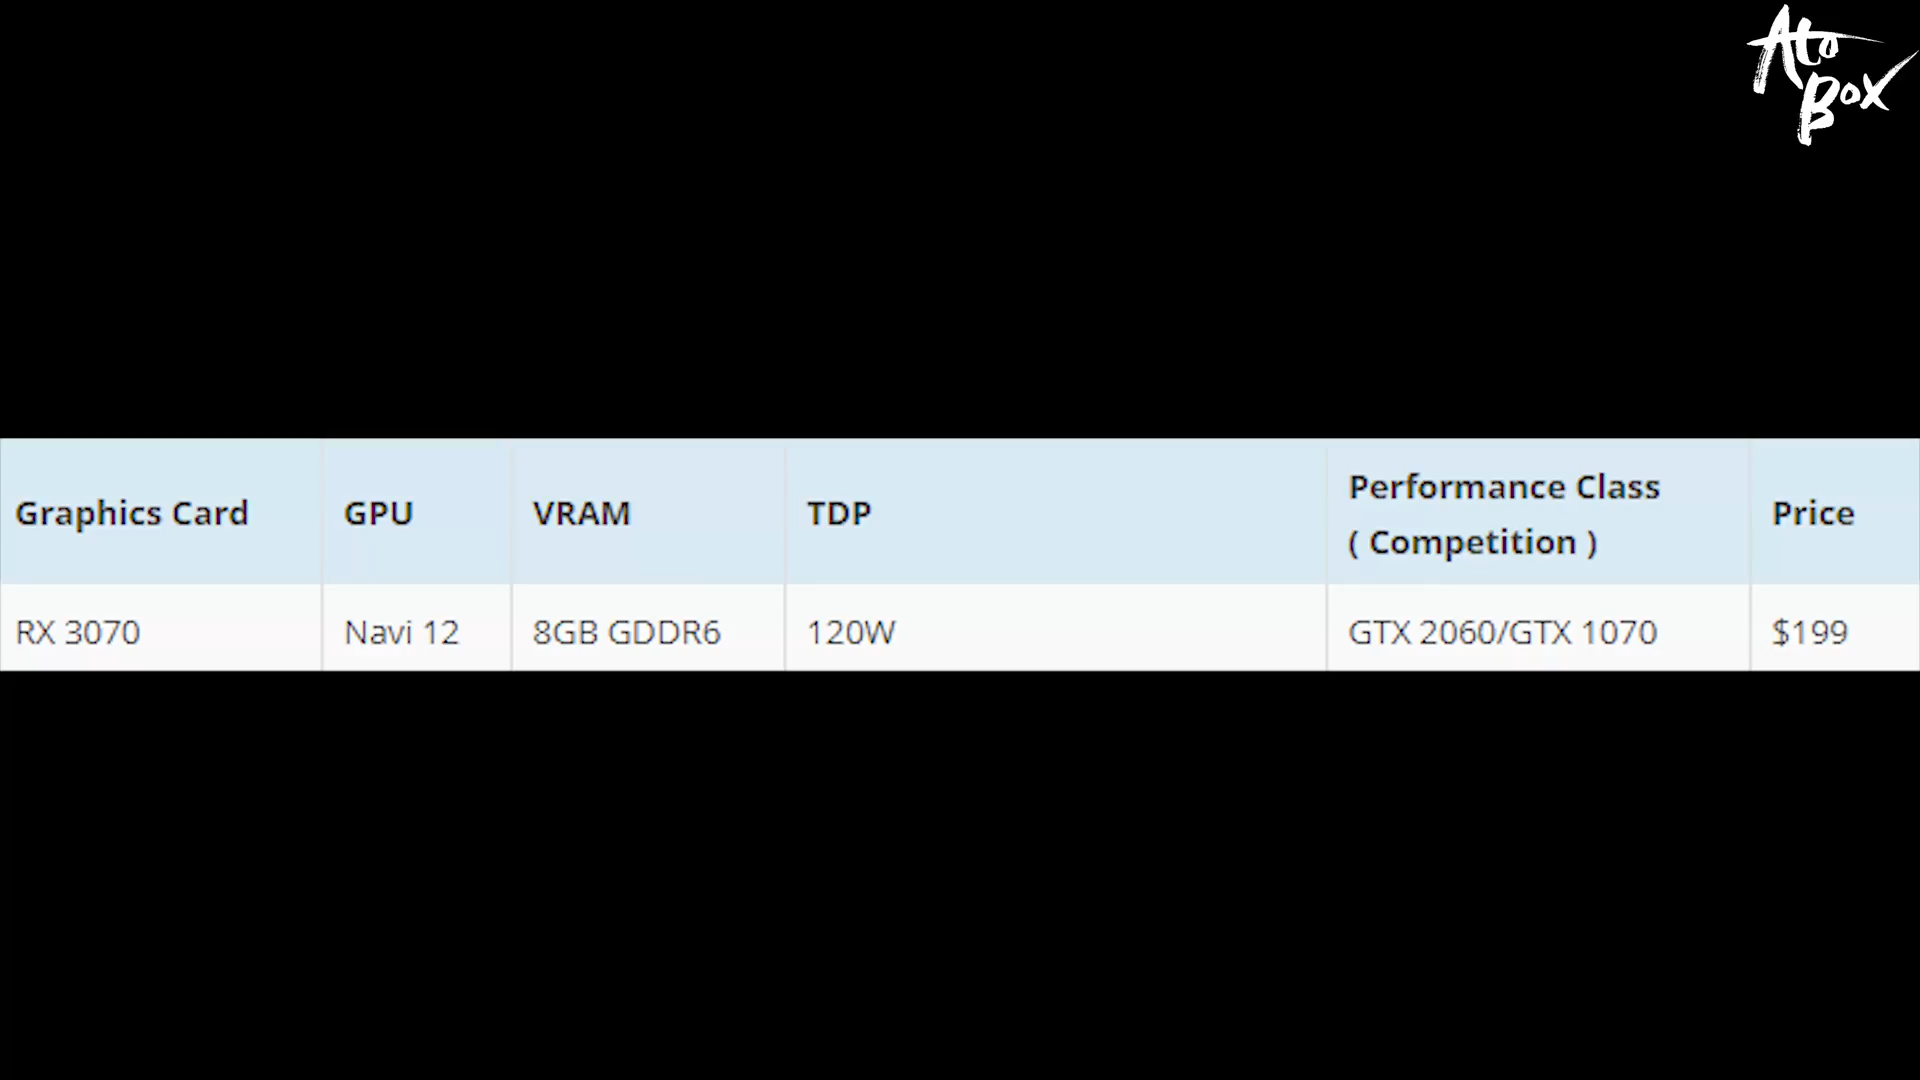 Ato
Box
Graphics Card GPU VRAM TDP Performance Class
( Competition ) Price
RX 3070 Navi 12 8GB GDDR6 120W GTX 2060/GTX 1070 $199